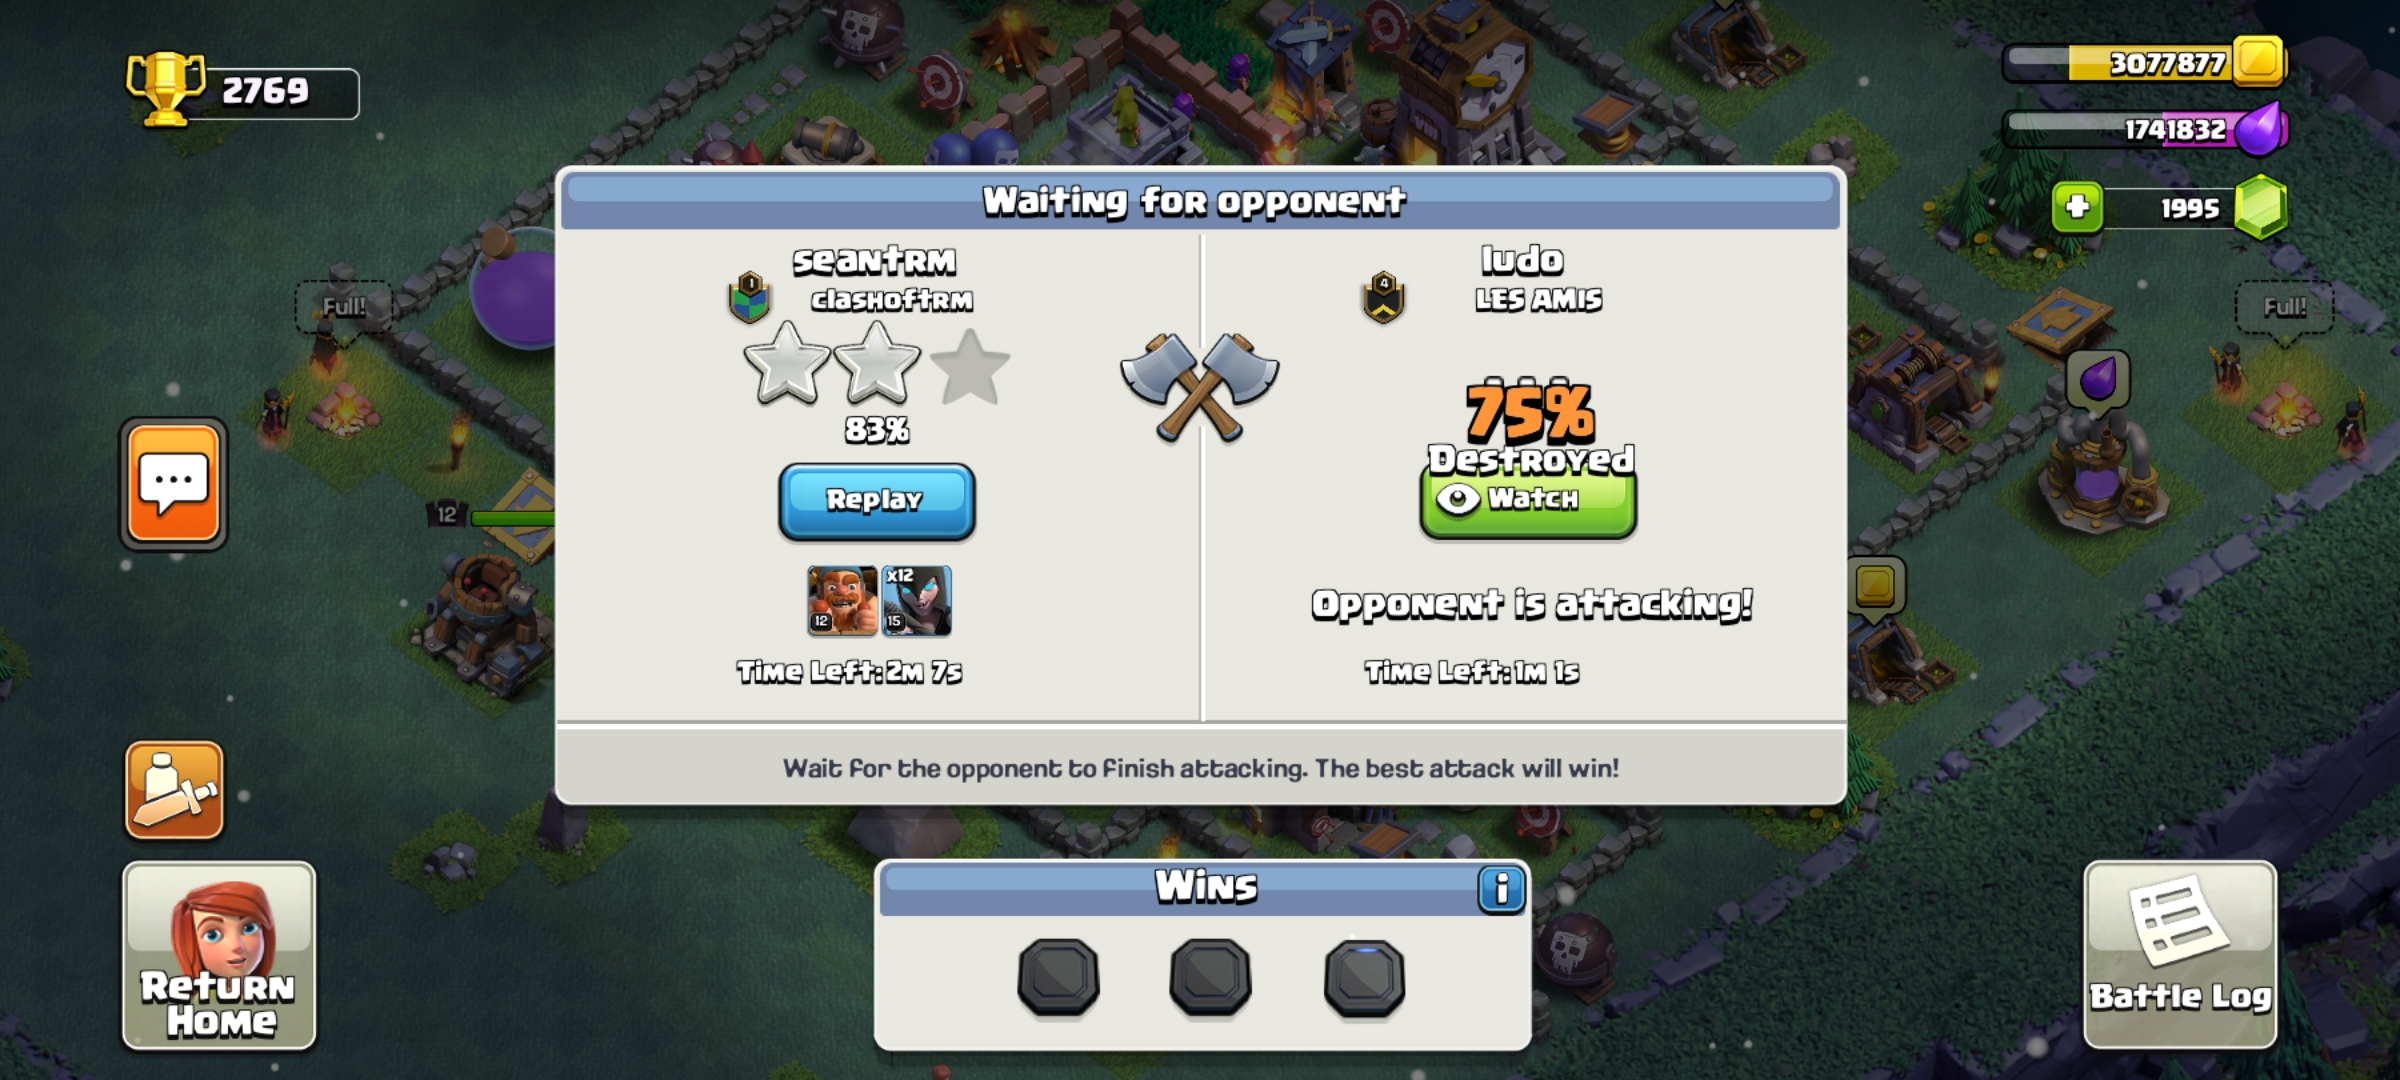 2769
3077877
1741832
1995
Full!
Full!
12
Waiting for opponent
seantrm
1
clashoftrm
83%
Replay
12
x12
15
Time Left:2m 7s
ludo
4
LES AMIS
75%
Destroyed
Watch
Opponent is attacking!
Time Left:1m 1s
Wait for the opponent to finish attacking. The best attack will win!
Wins
i
Return
Home
Battle Log